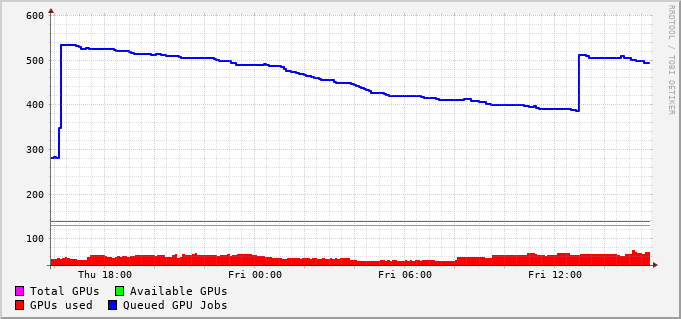 600
500
400
300
200
100
Thu 18:00 Fri 00:00 Fri 06:00 Fri 12:00
Total GPUs Available GPUs
GPUs used Queued GPU Jobs
RRDTOOL / TOBI OETIKER